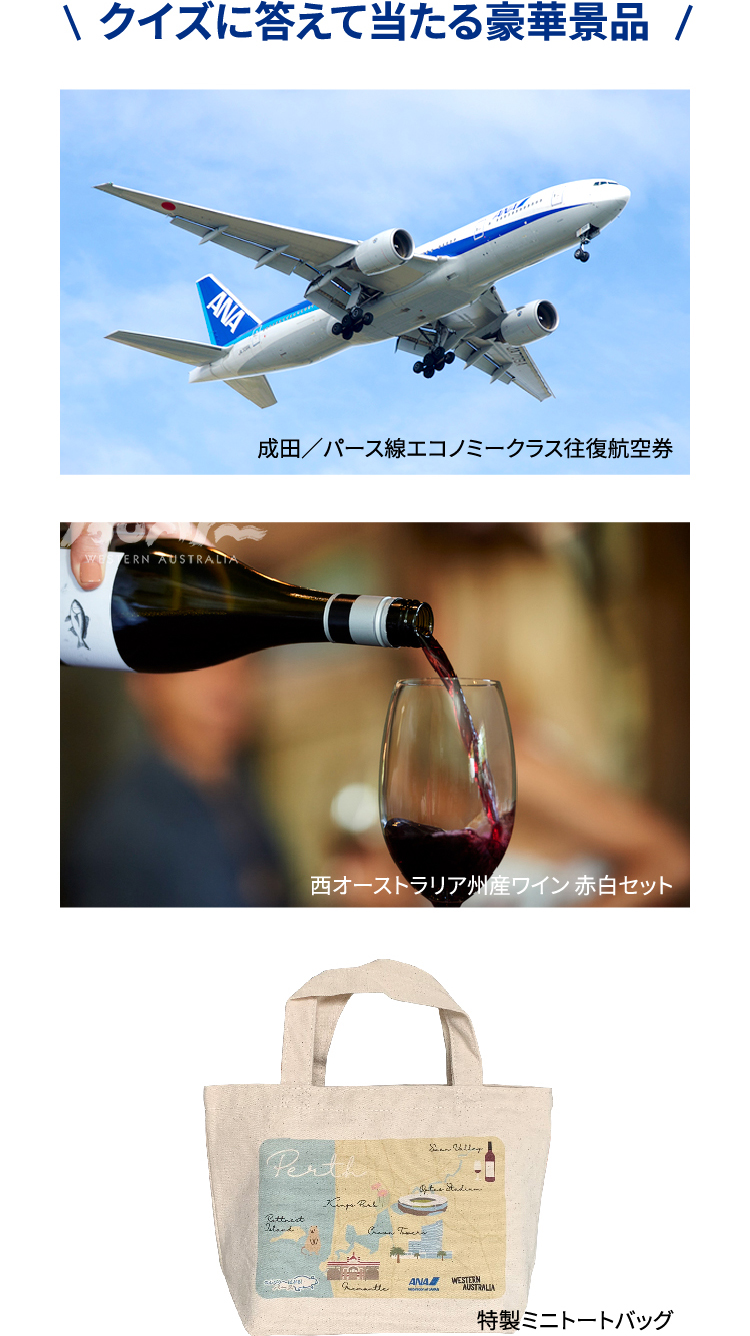 \ クイズに答えて当たる豪華景品 /
ANA
ANA
成田／パース線エコノミークラス往復航空券
WESTERN AUSTRALIA
西オーストラリア州産ワイン 赤白セット
Swan Valley
Perth
Optus Stadium
Kings Park
Rottnest
Island
Crown Towers
Fremantle
ANA
WESTERN
AUSTRALIA
特製ミニトートバッグ